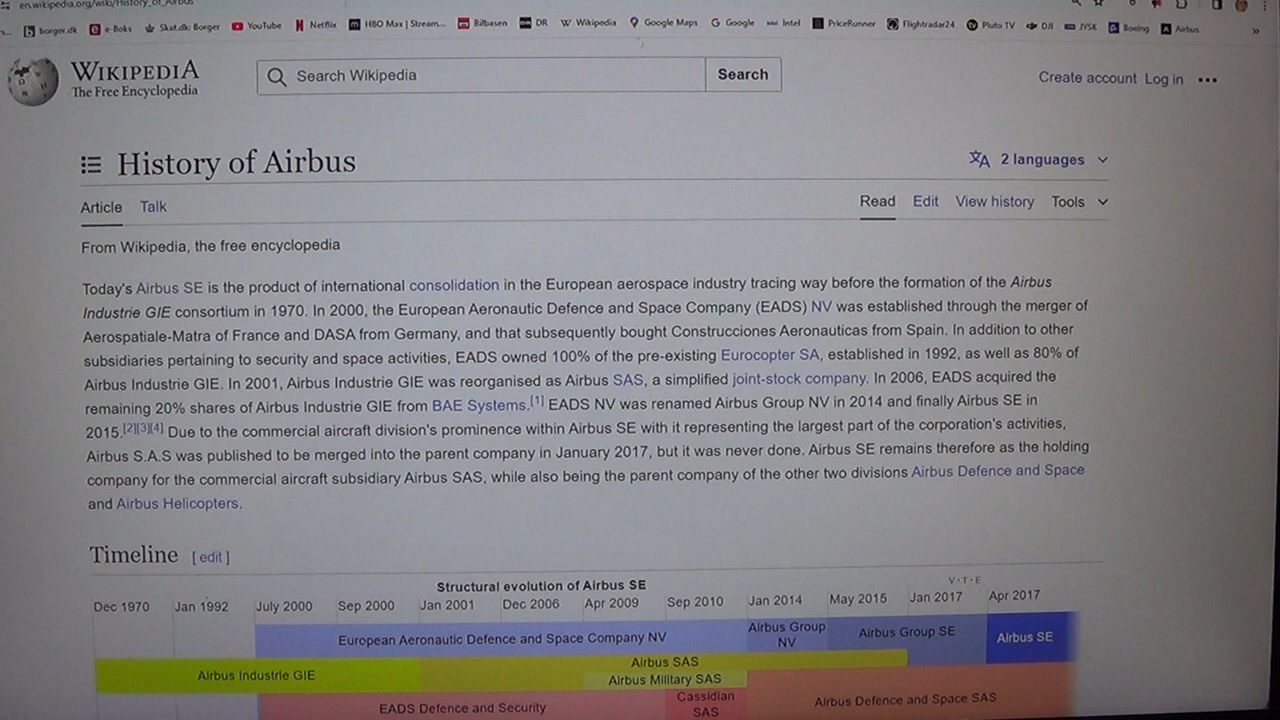 en.wikipedia.org/wiki/History_of_Airbus
borger.dk e-Boks Skat.dk: Borger YouTube Netflix HBO Max | Stream... Bilbasen DR Wikipedia Google Maps Google Intel PriceRunner Flightradar24 Pluto TV DJI JYSK Boeing Airbus »
WIKIPEDIA
The Free Encyclopedia
Search Wikipedia
Search
Create account Log in •••
History of Airbus
2 languages
Article Talk
Read Edit View history Tools
From Wikipedia, the free encyclopedia
Today's Airbus SE is the product of international consolidation in the European aerospace industry tracing way before the formation of the Airbus
Industrie GIE consortium in 1970. In 2000, the European Aeronautic Defence and Space Company (EADS) NV was established through the merger of
Aerospatiale-Matra of France and DASA from Germany, and that subsequently bought Construcciones Aeronauticas from Spain. In addition to other
subsidiaries pertaining to security and space activities, EADS owned 100% of the pre-existing Eurocopter SA, established in 1992, as well as 80% of
Airbus Industrie GIE. In 2001, Airbus Industrie GIE was reorganised as Airbus SAS, a simplified joint-stock company. In 2006, EADS acquired the
remaining 20% shares of Airbus Industrie GIE from BAE Systems.[1] EADS NV was renamed Airbus Group NV in 2014 and finally Airbus SE in
2015.[2][3][4] Due to the commercial aircraft division's prominence within Airbus SE with it representing the largest part of the corporation's activities,
Airbus S.A.S was published to be merged into the parent company in January 2017, but it was never done. Airbus SE remains therefore as the holding
company for the commercial aircraft subsidiary Airbus SAS, while also being the parent company of the other two divisions Airbus Defence and Space
and Airbus Helicopters.
Timeline [ edit ]
V·T·E
Structural evolution of Airbus SE
Dec 1970 Jan 1992 July 2000 Sep 2000 Jan 2001 Dec 2006 Apr 2009 Sep 2010 Jan 2014 May 2015 Jan 2017 Apr 2017
European Aeronautic Defence and Space Company NV
Airbus Group
NV
Airbus Group SE
Airbus SE
Airbus Industrie GIE
Airbus SAS
Airbus Military SAS
EADS Defence and Security
Cassidian
SAS
Airbus Defence and Space SAS